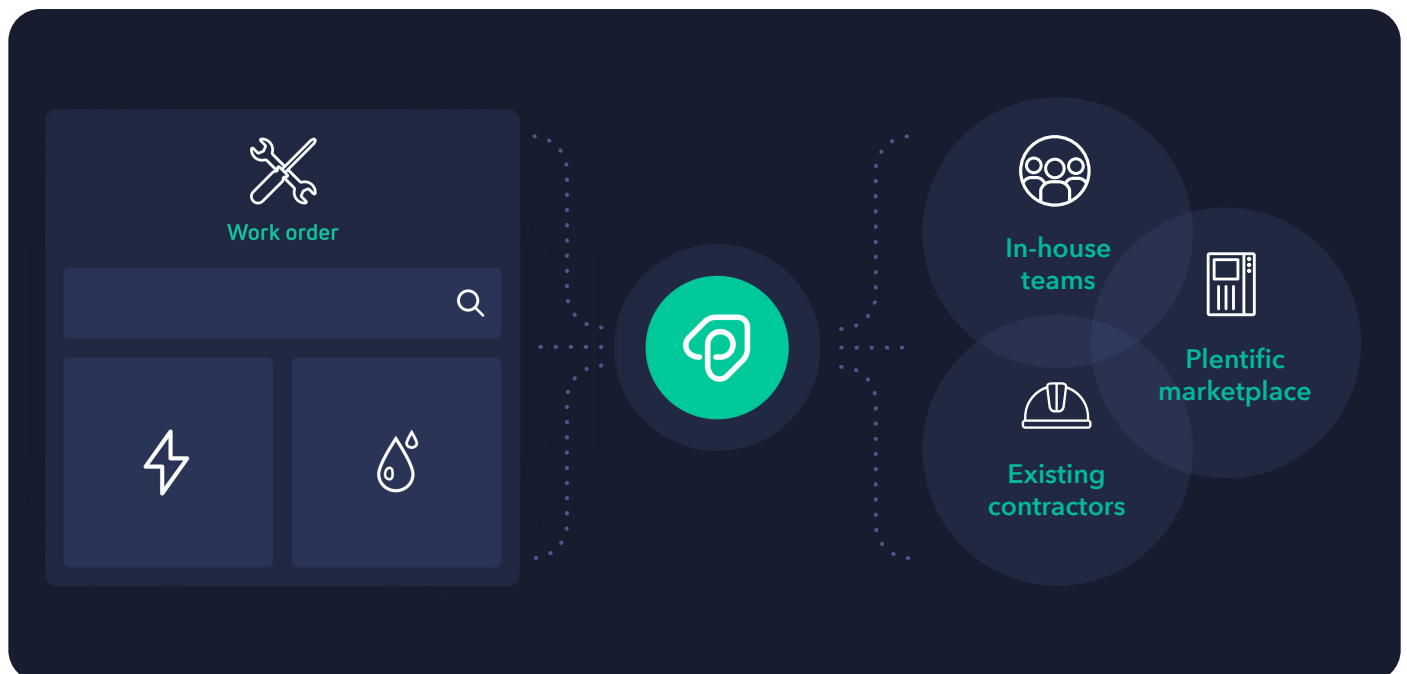 Work order
In-house
teams
Plentific
marketplace
Existing
contractors